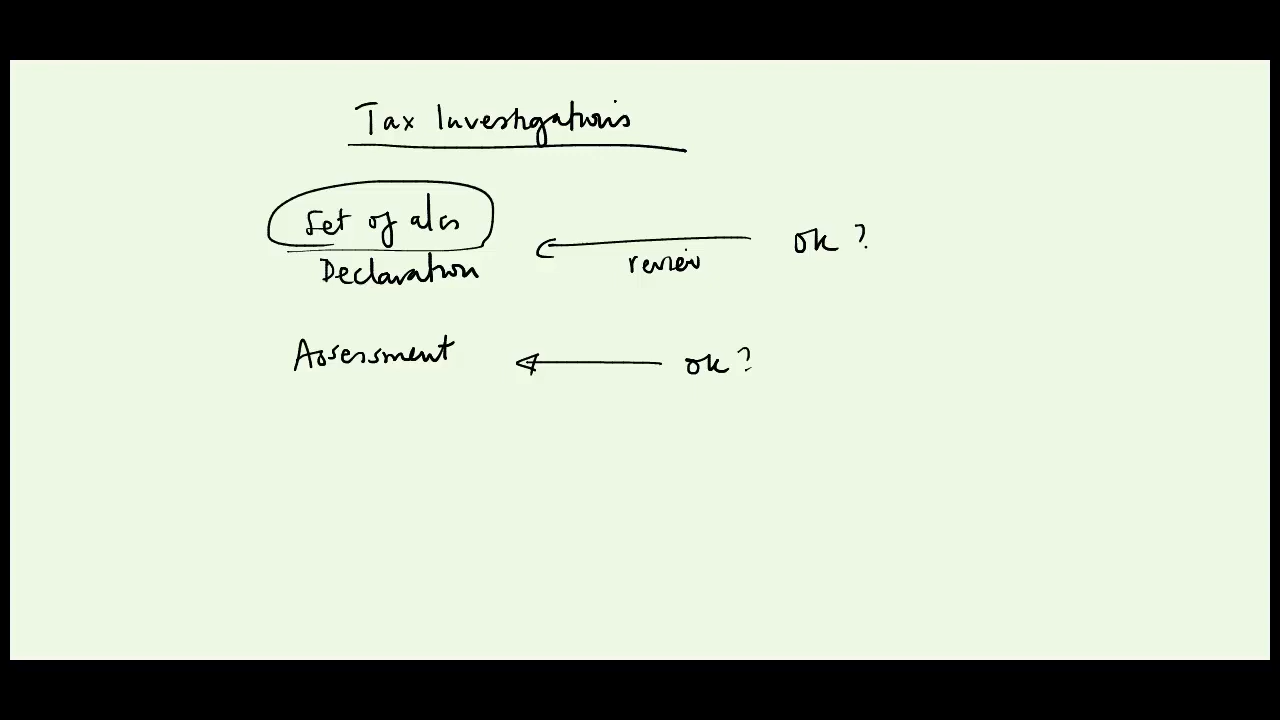 Tax Investigations
Set of a/cs
Declaration
review
OK ?
Assessment
OK ?